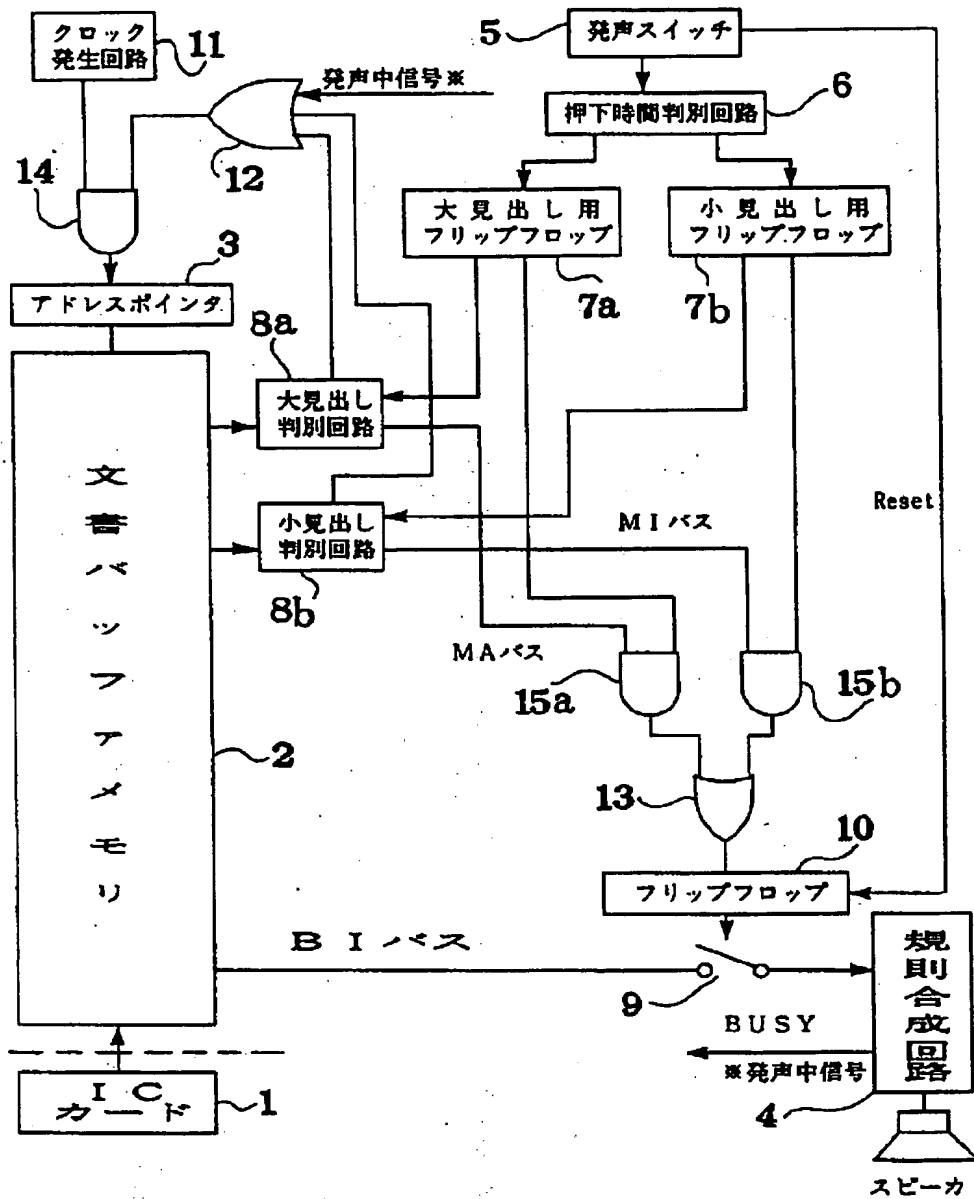 クロック
発生回路
11
発声中信号※
5
発声スイッチ
6
押下時間判別回路
12
14
大見出し用
フリップフロップ
7a
小見出し用
フリップフロップ
7b
3
アドレスポインタ
8a
大見出し
判別回路
小見出し
判別回路
8b
MIバス
Reset
MAバス
15a
15b
文書バッファメモリ
2
13
10
フリップフロップ
BIバス
9
規則合成回路
BUSY
※発声中信号
4
ICカード
1
スピーカ